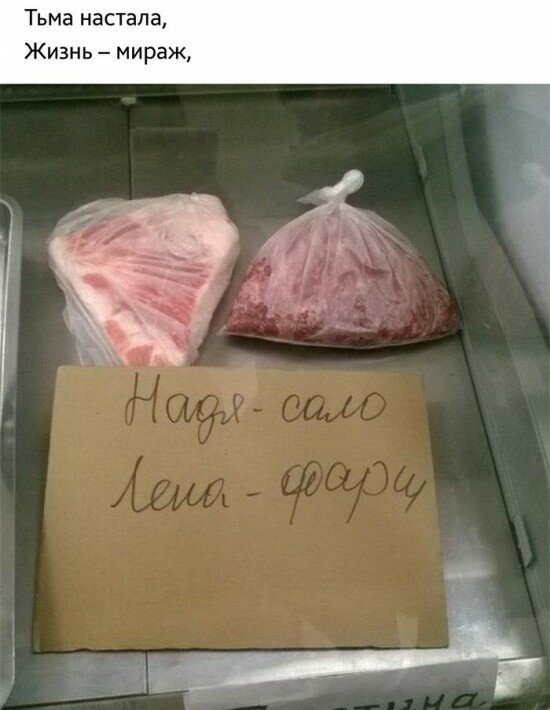 Тьма настала,
Жизнь – мираж,
Надя - сало
Лена - фарш